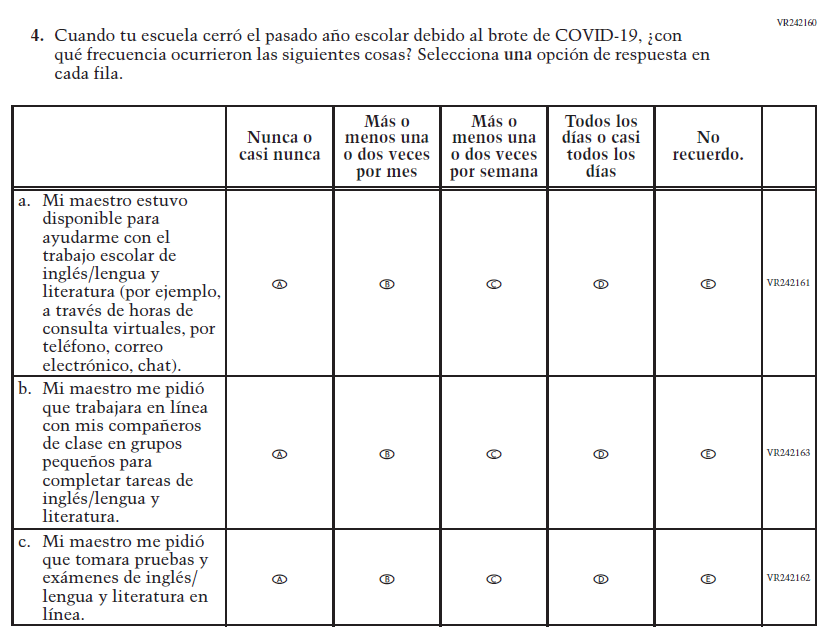 VR242160
4. Cuando tu escuela cerró el pasado año escolar debido al brote de COVID-19, ¿con
qué frecuencia ocurrieron las siguientes cosas? Selecciona una opción de respuesta en
cada fila.
Nunca o
casi nunca
Más o
menos una
o dos veces
por mes
Más o
menos una
o dos veces
por semana
Todos los
días o casi
todos los
días
No
recuerdo.
a. Mi maestro estuvo
disponible para
ayudarme con el
trabajo escolar de
inglés/lengua y
literatura (por ejemplo,
a través de horas de
consulta virtuales, por
teléfono, correo
electrónico, chat).
A B C D E VR242161
b. Mi maestro me pidió
que trabajara en línea
con mis compañeros
de clase en grupos
pequeños para
completar tareas de
inglés/lengua y
literatura.
A B C D E VR242163
c. Mi maestro me pidió
que tomara pruebas y
exámenes de inglés/
lengua y literatura en
línea.
A B C D E VR242162